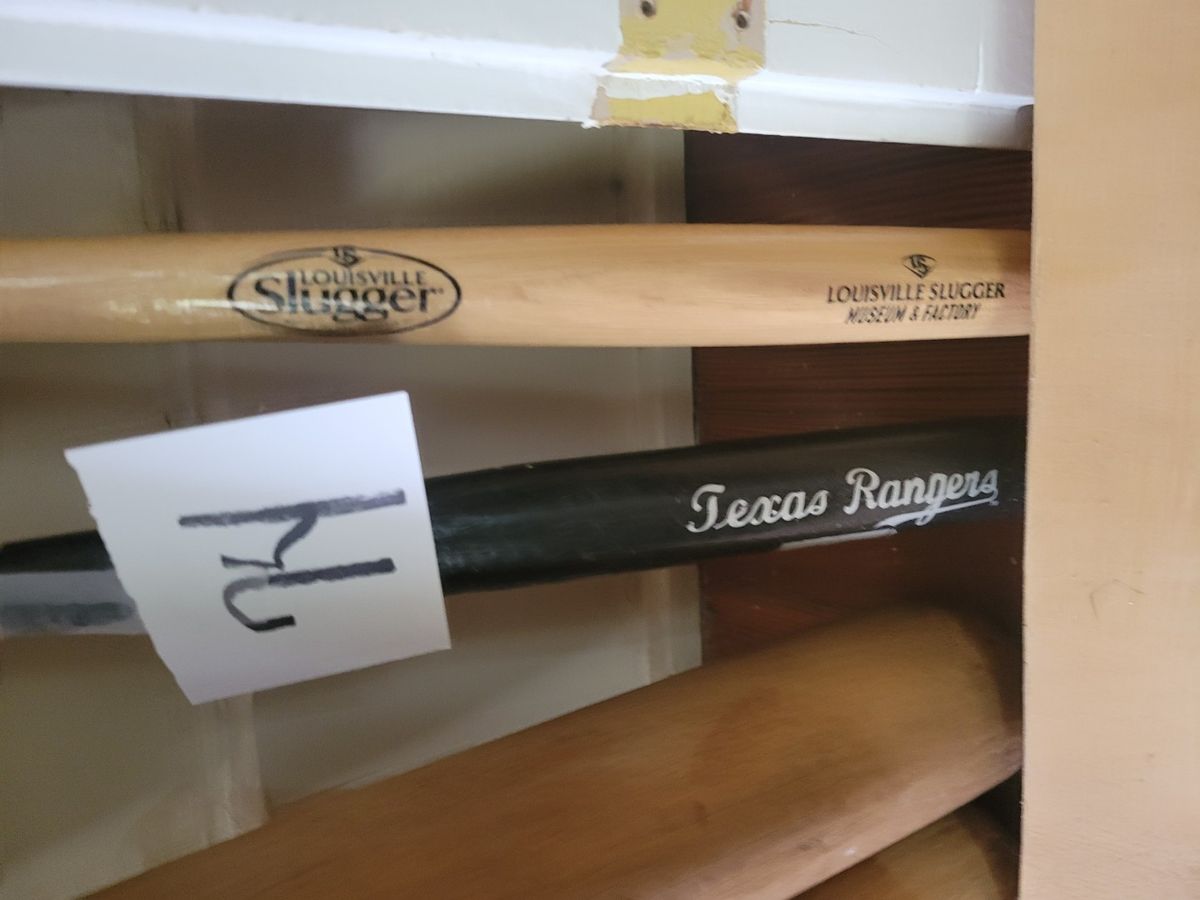 LOUISVILLE
Slugger
LOUISVILLE SLUGGER
MUSEUM & FACTORY
Texas Rangers